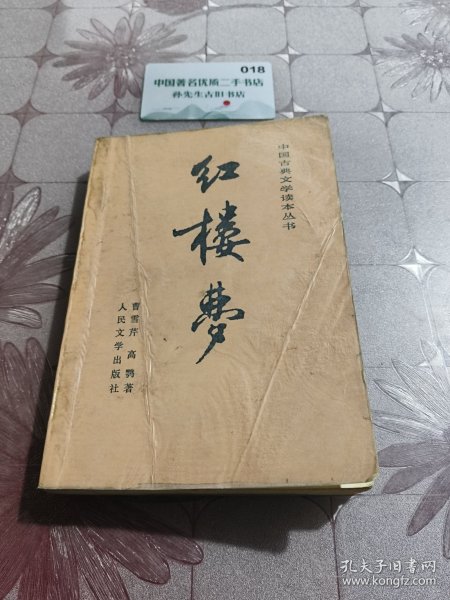 018
中国著名优质二手书店
孙先生古旧书店
中国古典文学读本丛书
红楼梦
曹雪芹 高鹗著
人民文学出版社
孔夫子旧书网
www.kongfz.com